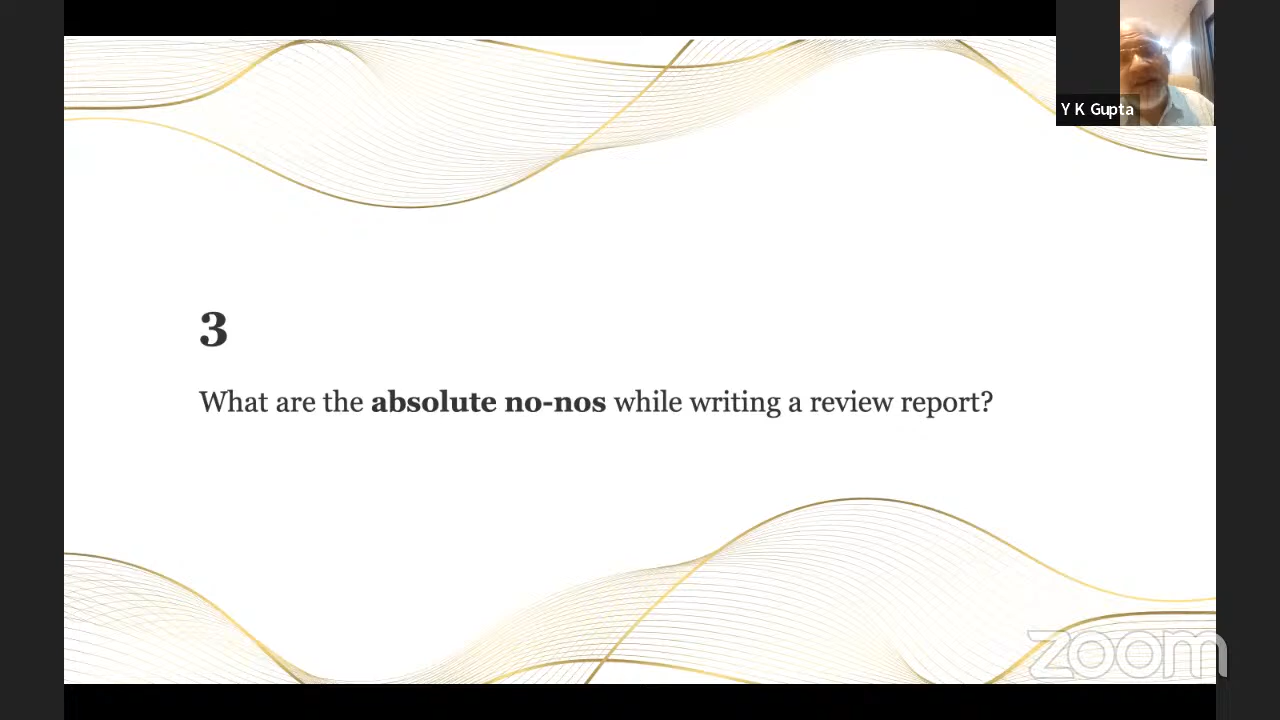 Y K Gupta
3
What are the absolute no-nos while writing a review report?
zoom